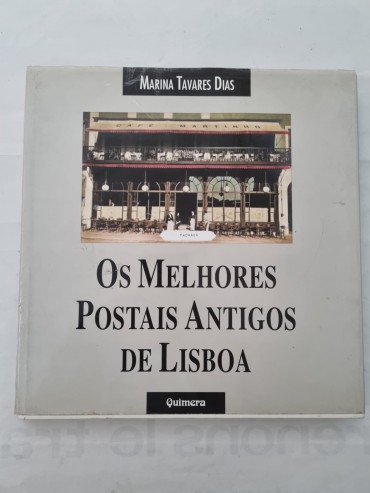 MARINA TAVARES DIAS
CAFÉ MARTINHO
OS MELHORES
POSTAIS ANTIGOS
DE LISBOA
Quimera